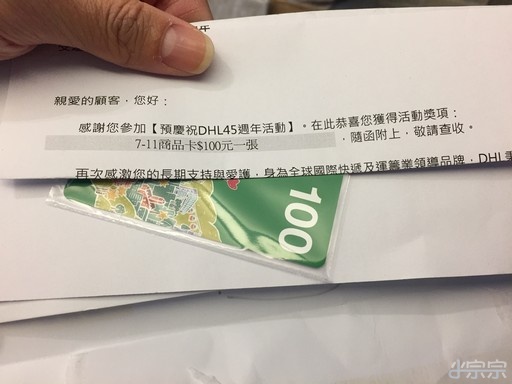 親愛的顧客，您好：
感謝您參加【預慶祝DHL45週年活動】。在此恭喜您獲得活動獎項：
7-11商品卡$100元一張 ，隨函附上，敬請查收。
再次感激您的長期支持與愛護，身為全球國際快遞及運籌業領導品牌，DHL
100
小宗宗